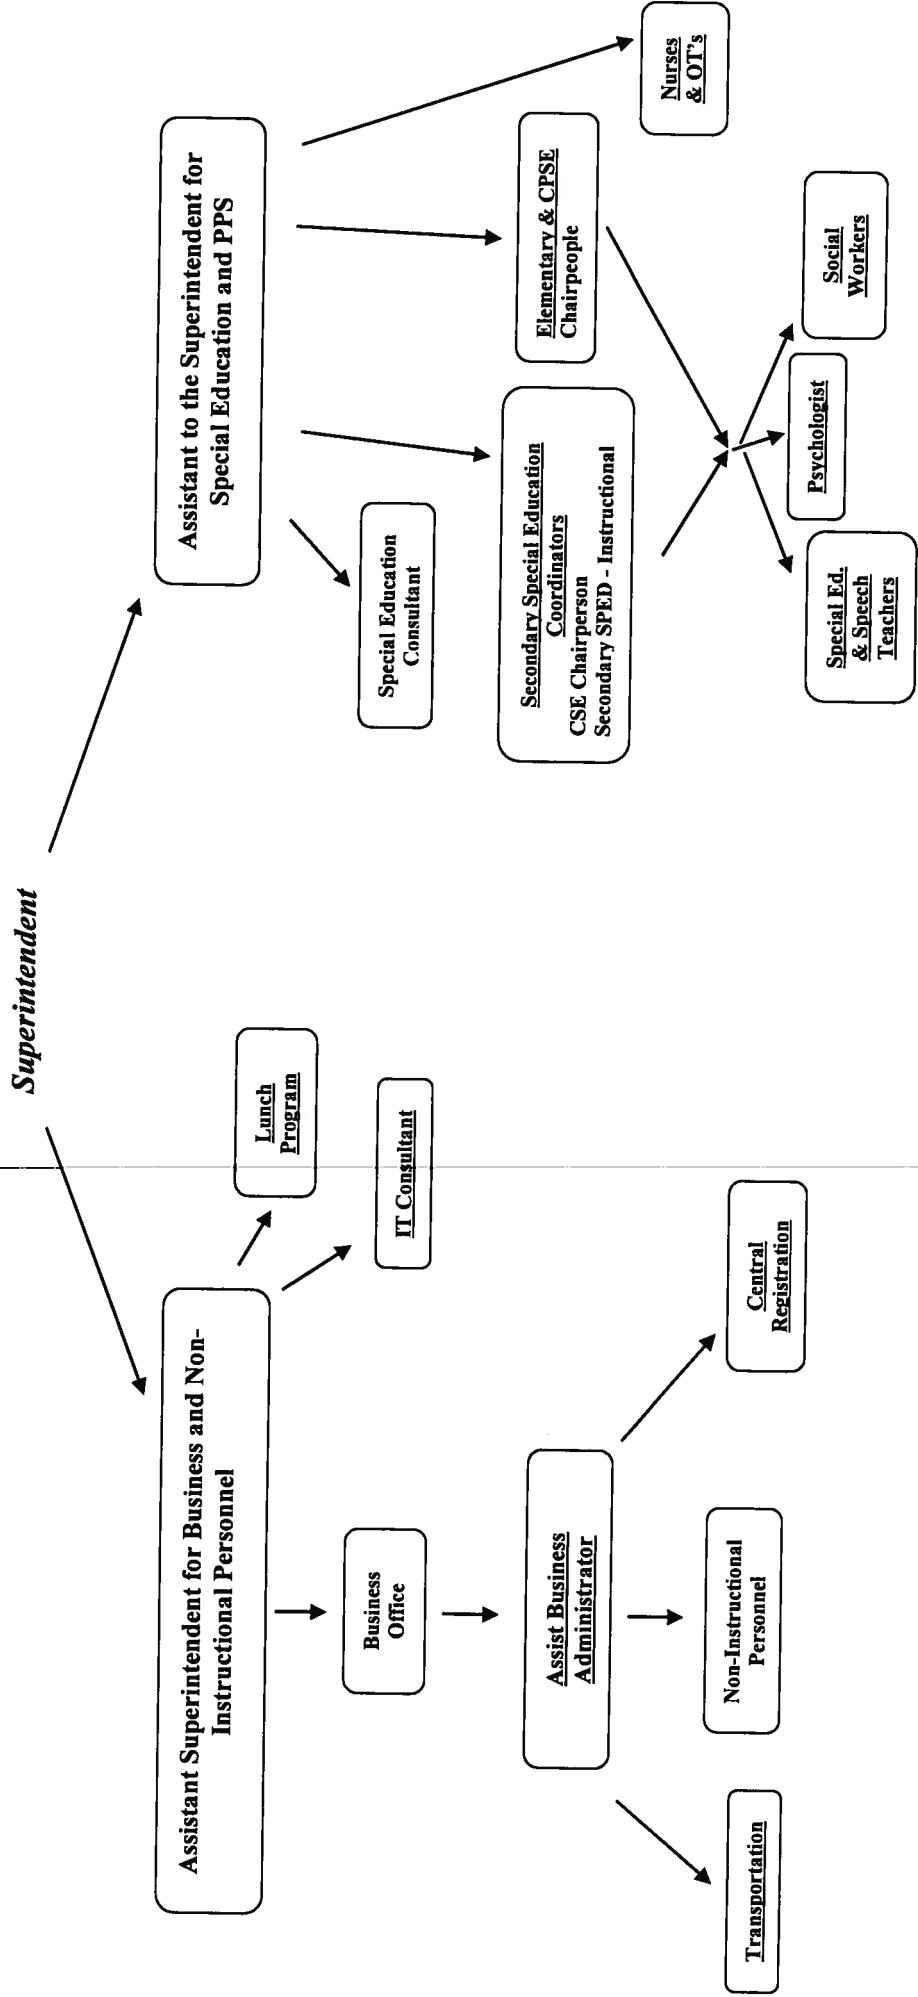 Superintendent
Assistant Superintendent for Business and Non-
Instructional Personnel
Assistant to the Superintendent for
Special Education and PPS
Lunch
Program
IT Consultant
Business
Office
Assist Business
Administrator
Transportation
Non-Instructional
Personnel
Central
Registration
Special Education
Consultant
Secondary Special Education
Coordinators
CSE Chairperson
Secondary SPED - Instructional
Elementary & CPSE
Chairpeople
Nurses
& OT's
Special Ed.
& Speech
Teachers
Psychologist
Social
Workers